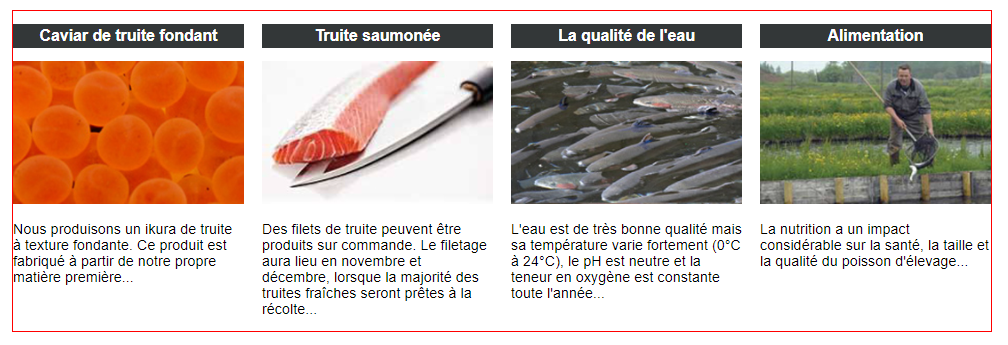 Caviar de truite fondant
Nous produisons un ikura de truite
à texture fondante. Ce produit est
fabriqué à partir de notre propre
matière première...
Truite saumonée
Des filets de truite peuvent être
produits sur commande. Le filetage
aura lieu en novembre et
décembre, lorsque la majorité des
truites fraîches seront prêtes à la
récolte...
La qualité de l'eau
L'eau est de très bonne qualité mais
sa température varie fortement (0°C
à 24°C), le pH est neutre et la
teneur en oxygène est constante
toute l'année...
Alimentation
La nutrition a un impact
considérable sur la santé, la taille et
la qualité du poisson d'élevage...